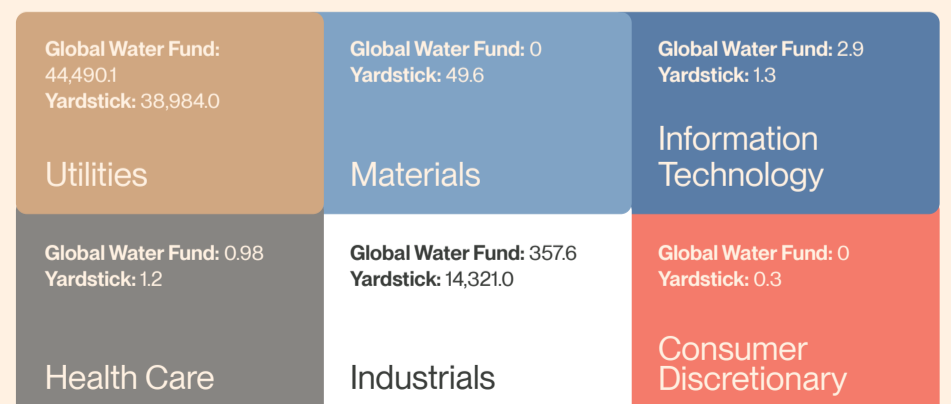 Global Water Fund:
44,490.1
Yardstick: 38,984.0
Utilities
Global Water Fund: 0
Yardstick: 49.6
Materials
Global Water Fund: 2.9
Yardstick: 1.3
Information
Technology
Global Water Fund: 0.98
Yardstick: 1.2
Health Care
Global Water Fund: 357.6
Yardstick: 14,321.0
Industrials
Global Water Fund: 0
Yardstick: 0.3
Consumer
Discretionary